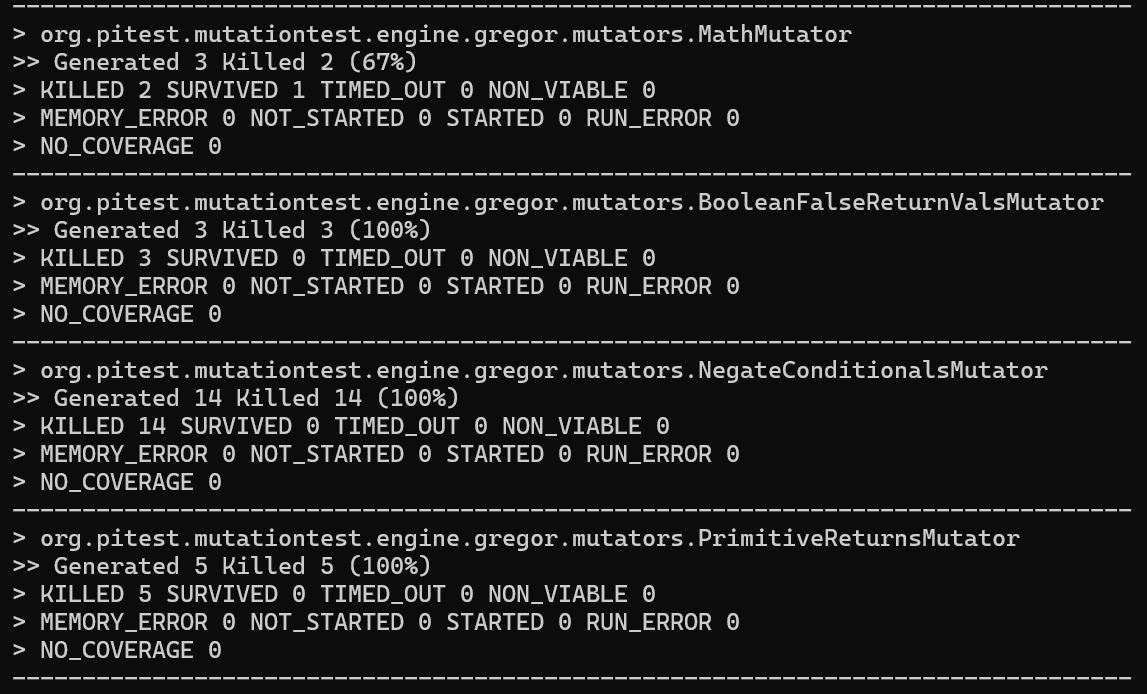 --------------------------------------------------------------------------------
> org.pitest.mutationtest.engine.gregor.mutators.MathMutator
>> Generated 3 Killed 2 (67%)
> KILLED 2 SURVIVED 1 TIMED_OUT 0 NON_VIABLE 0
> MEMORY_ERROR 0 NOT_STARTED 0 STARTED 0 RUN_ERROR 0
> NO_COVERAGE 0
--------------------------------------------------------------------------------
> org.pitest.mutationtest.engine.gregor.mutators.BooleanFalseReturnValsMutator
>> Generated 3 Killed 3 (100%)
> KILLED 3 SURVIVED 0 TIMED_OUT 0 NON_VIABLE 0
> MEMORY_ERROR 0 NOT_STARTED 0 STARTED 0 RUN_ERROR 0
> NO_COVERAGE 0
--------------------------------------------------------------------------------
> org.pitest.mutationtest.engine.gregor.mutators.NegateConditionalsMutator
>> Generated 14 Killed 14 (100%)
> KILLED 14 SURVIVED 0 TIMED_OUT 0 NON_VIABLE 0
> MEMORY_ERROR 0 NOT_STARTED 0 STARTED 0 RUN_ERROR 0
> NO_COVERAGE 0
--------------------------------------------------------------------------------
> org.pitest.mutationtest.engine.gregor.mutators.PrimitiveReturnsMutator
>> Generated 5 Killed 5 (100%)
> KILLED 5 SURVIVED 0 TIMED_OUT 0 NON_VIABLE 0
> MEMORY_ERROR 0 NOT_STARTED 0 STARTED 0 RUN_ERROR 0
> NO_COVERAGE 0
--------------------------------------------------------------------------------